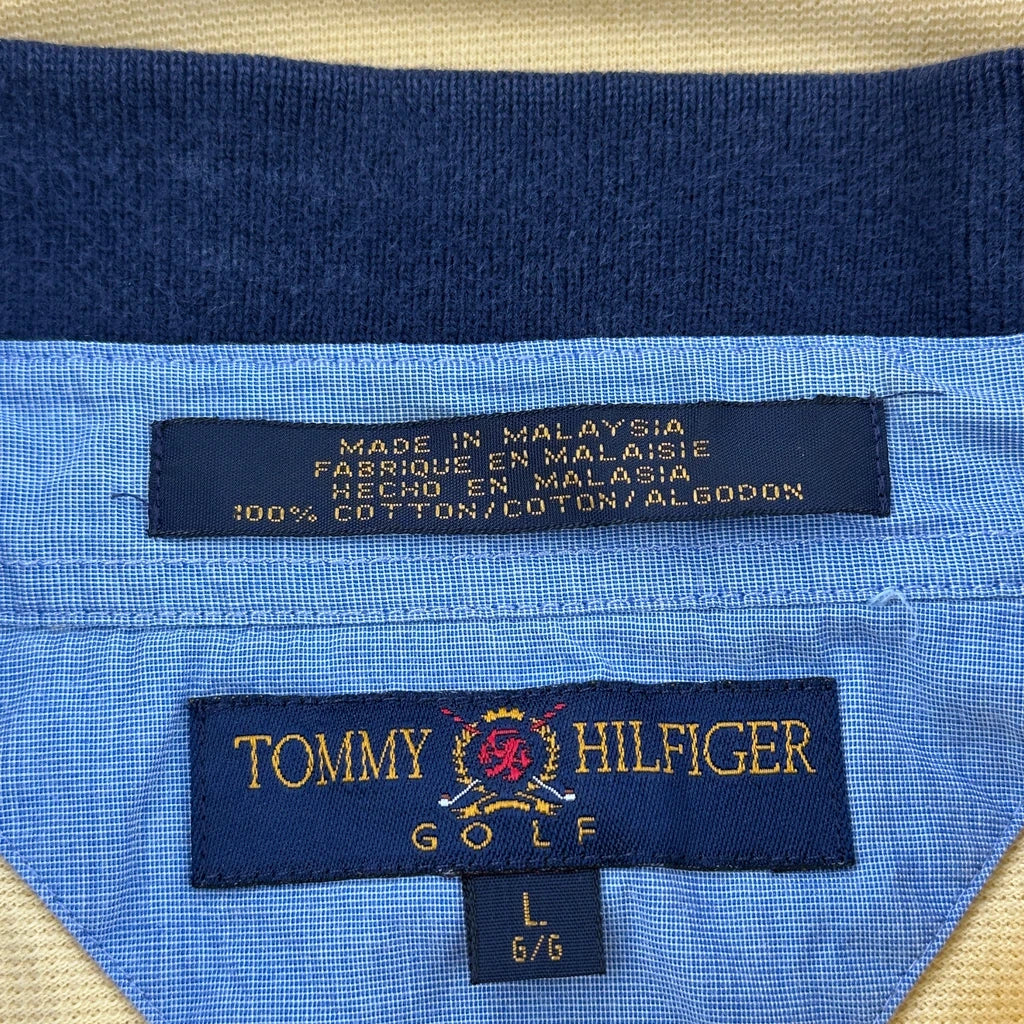 MADE IN MALAYSIA
FABRIQUE EN MALAISIE
HECHO EN MALASIA
100% COTTON/COTON/ALGODON
TOMMY HILFIGER
GOLF
L
G/G